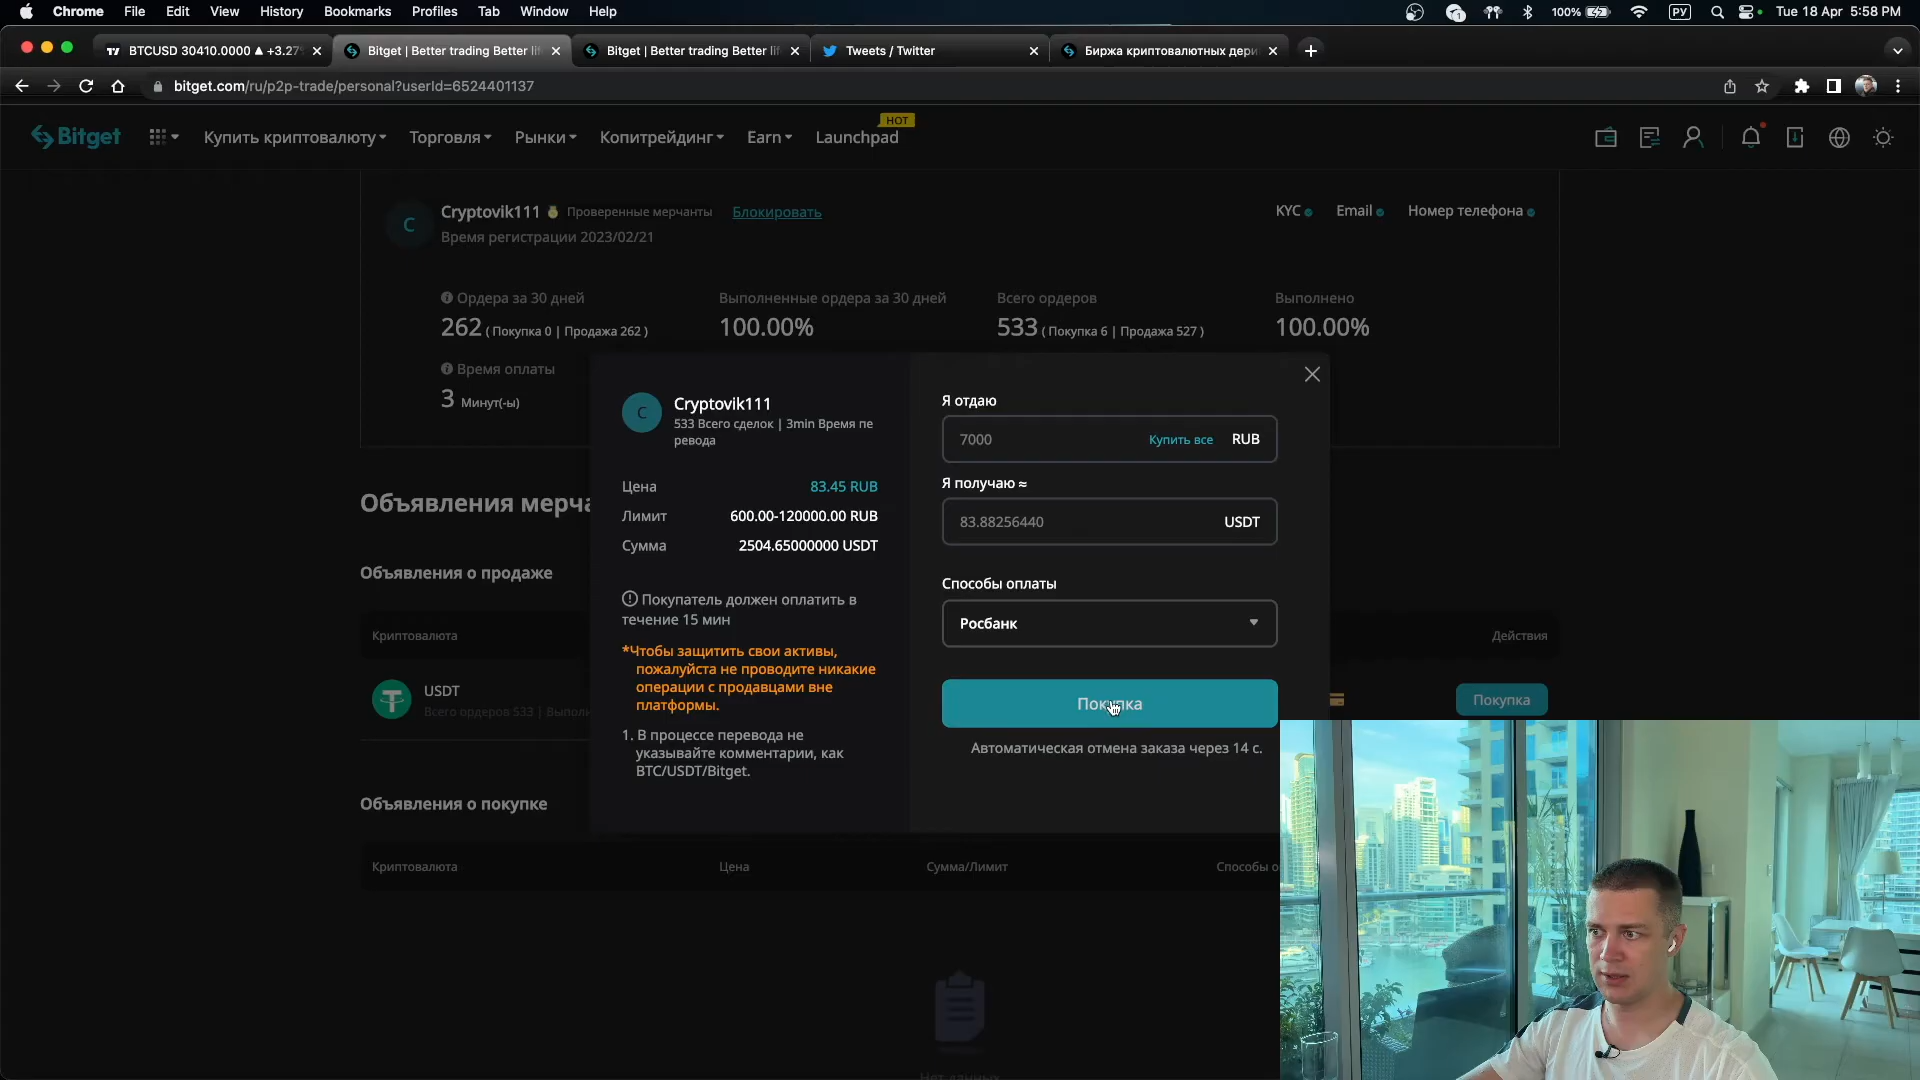 Chrome File Edit View History Bookmarks Profiles Tab Window Help
1 100% РУ Tue 18 Apr 5:58 PM
BTCUSD 30410.0000 ▲ +3.27
Bitget | Better trading Better li
Bitget | Better trading Better lif
Tweets / Twitter
Биржа криптовалютных дери
bitget.com/ru/p2p-trade/personal?userId=6524401137
Bitget Купить криптовалюту Торговля Рынки Копитрейдинг Earn Launchpad HOT
C
Cryptovik111 Проверенные мерчанты Блокировать
KYC Email Номер телефона
Время регистрации 2023/02/21
Ордера за 30 дней
262 ( Покупка 0 | Продажа 262 )
Выполненные ордера за 30 дней
100.00%
Всего ордеров
533 ( Покупка 6 | Продажа 527 )
Выполнено
100.00%
Время оплаты
3 Минут(-ы)
C
Cryptovik111
533 Всего сделок | 3min Время пе
ревода
Цена 83.45 RUB
Лимит 600.00-120000.00 RUB
Сумма 2504.65000000 USDT
Покупатель должен оплатить в
течение 15 мин
*Чтобы защитить свои активы,
пожалуйста не проводите никакие
операции с продавцами вне
платформы.
1. В процессе перевода не
указывайте комментарии, как
BTC/USDT/Bitget.
Я отдаю
7000 Купить все RUB
Я получаю ≈
83.88256440 USDT
Способы оплаты
Росбанк
Покупка
Автоматическая отмена заказа через 14 с.
Объявления мерча
Объявления о продаже
Криптовалюта Действия
USDT
Всего ордеров 533 | Выполн
Покупка
Объявления о покупке
Криптовалюта Цена Сумма/Лимит Способы о
Нет данных